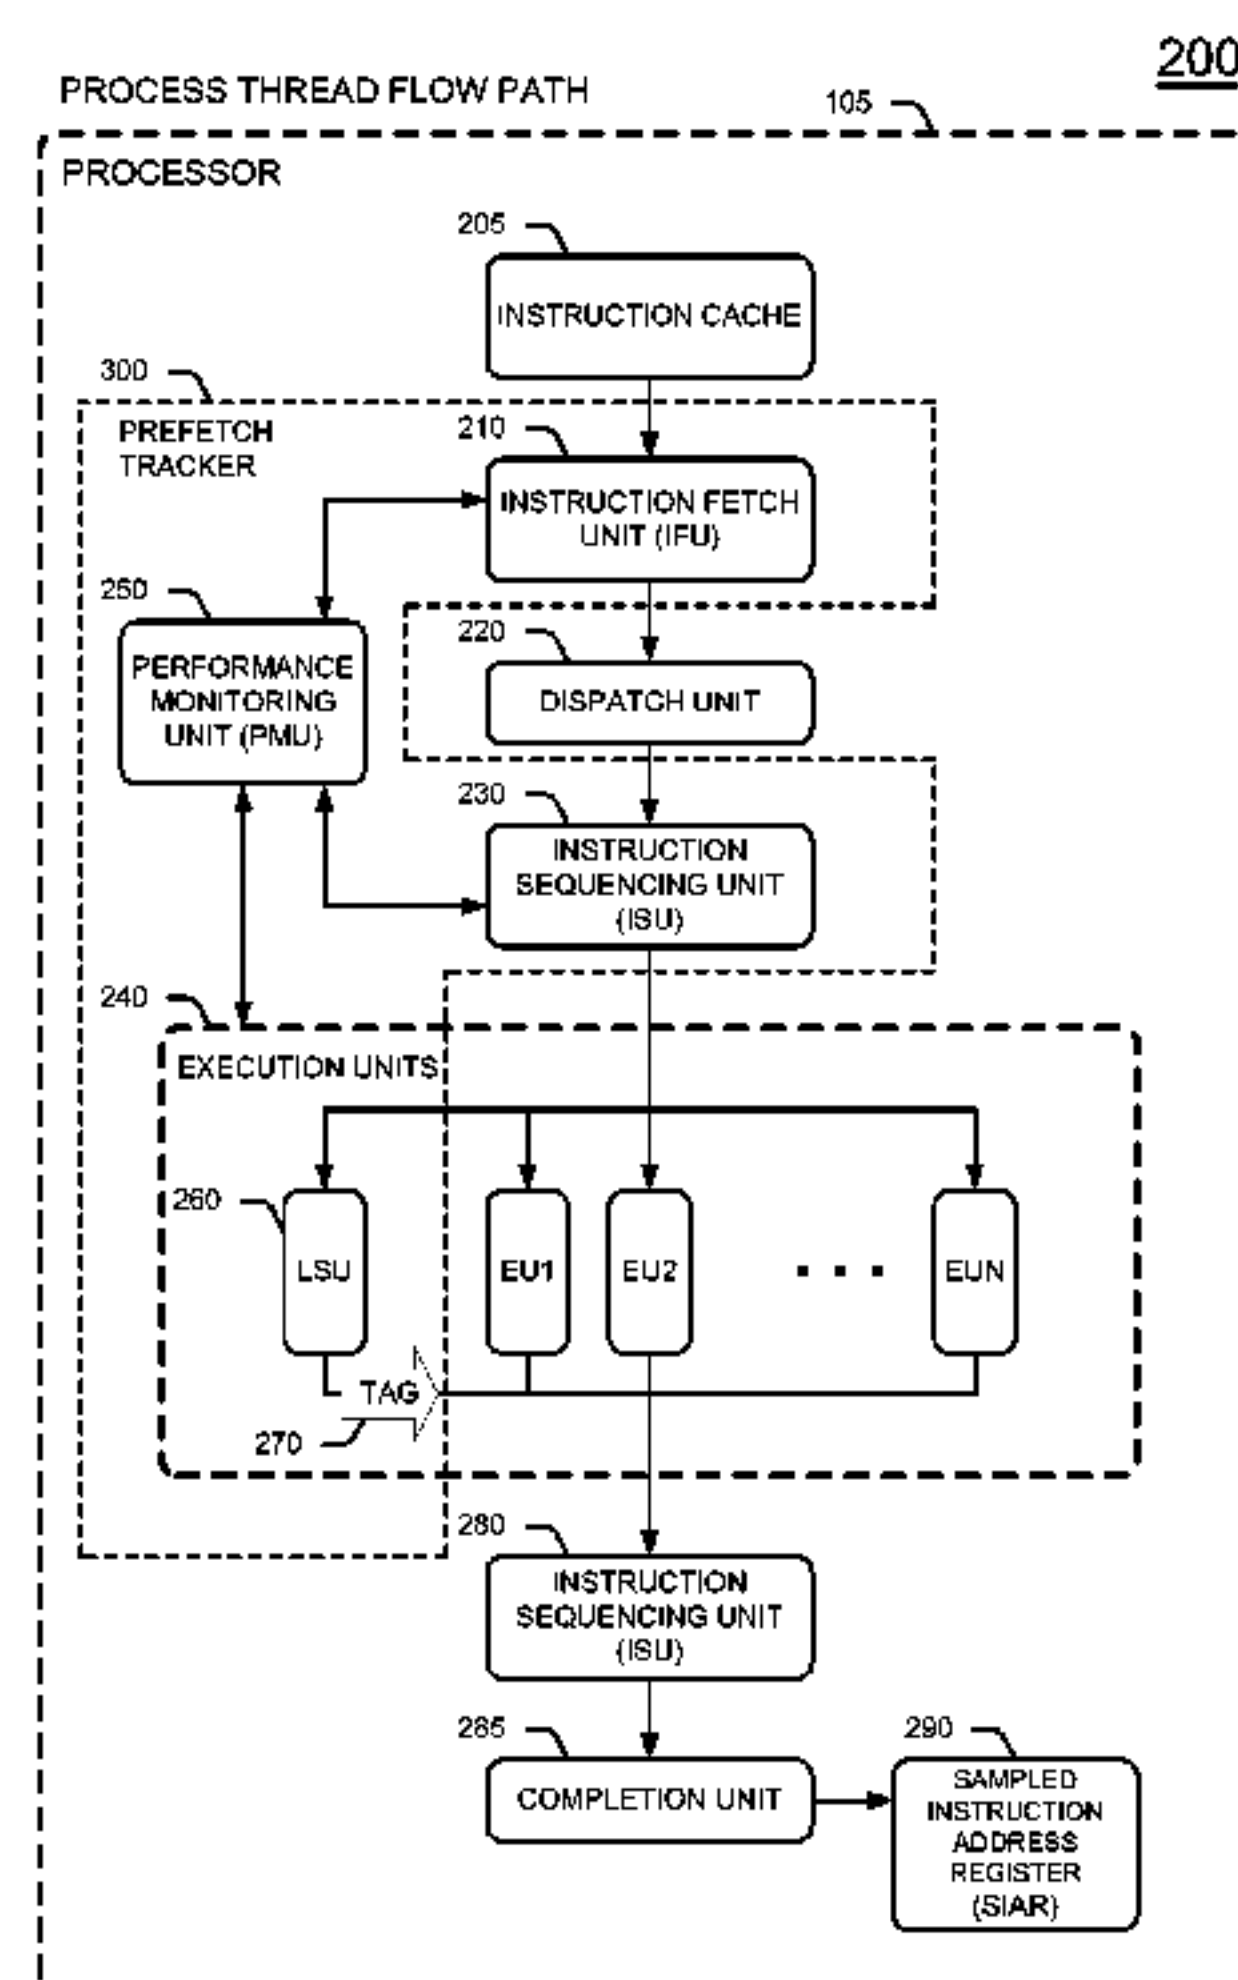 200
PROCESS THREAD FLOW PATH
105
PROCESSOR
205
INSTRUCTION CACHE
300
PREFETCH
TRACKER
210
INSTRUCTION FETCH
UNIT (IFU)
250
PERFORMANCE
MONITORING
UNIT (PMU)
220
DISPATCH UNIT
230
INSTRUCTION
SEQUENCING UNIT
(ISU)
240
EXECUTION UNITS
260
LSU
EU1
EU2
. . .
EUN
TAG
270
280
INSTRUCTION
SEQUENCING UNIT
(ISU)
285
COMPLETION UNIT
290
SAMPLED
INSTRUCTION
ADDRESS
REGISTER
(SIAR)